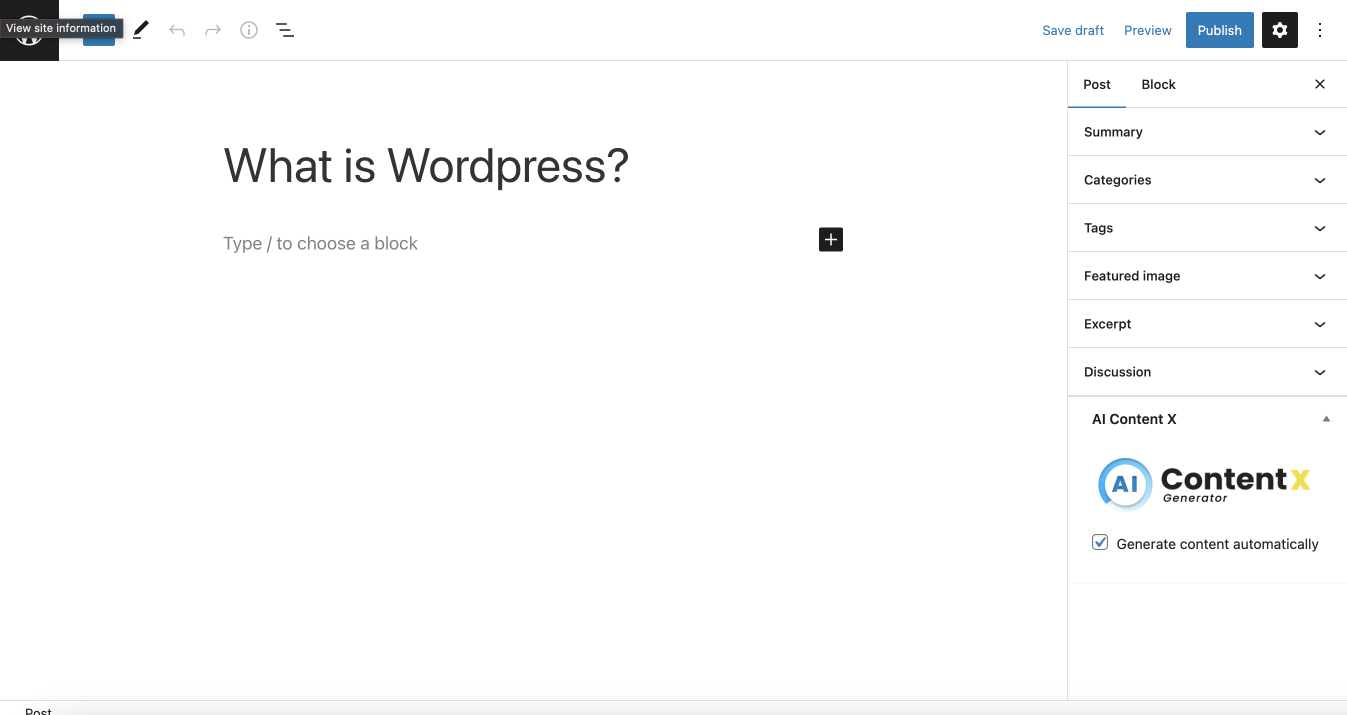 View site information
Save draft
Preview
Publish
Post
Block
Summary
What is Wordpress?
Categories
Tags
Type / to choose a block
Featured image
Excerpt
Discussion
AI Content X
AI Content X
Generator
Generate content automatically
Post